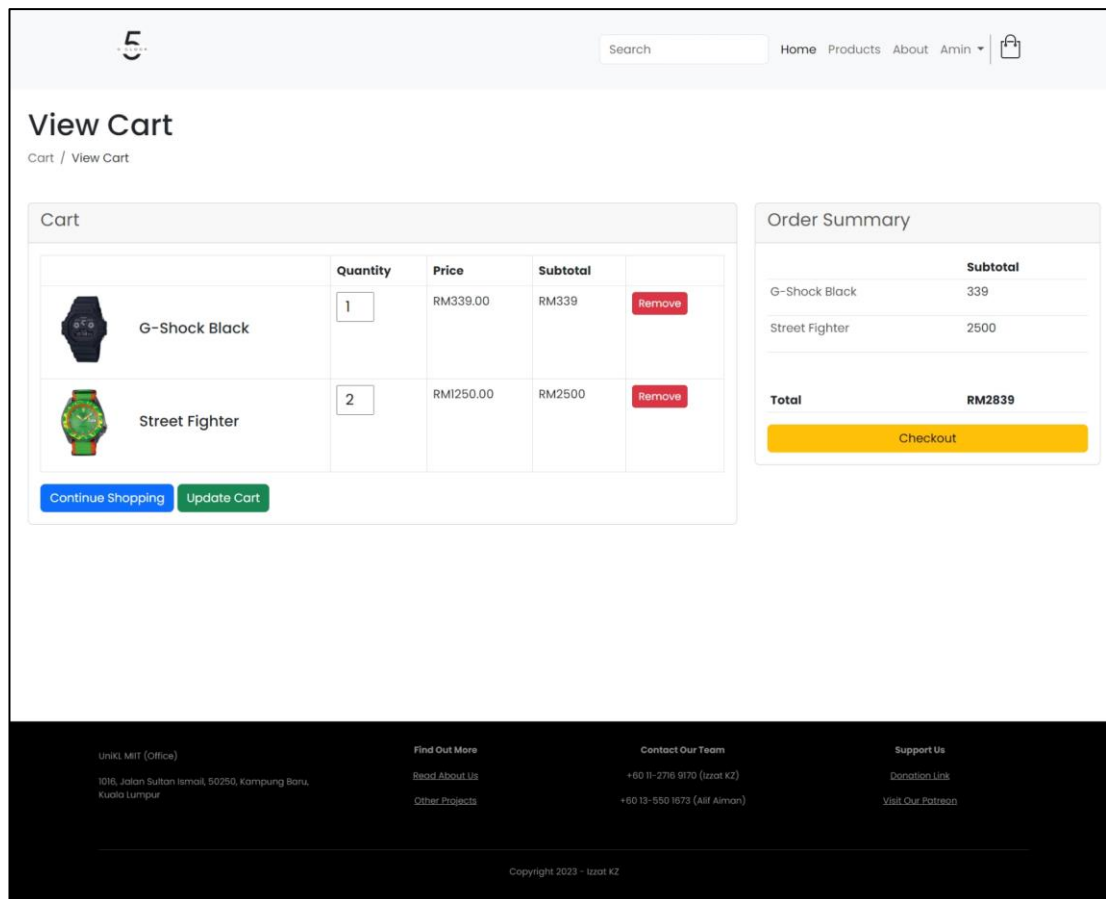 5
Search Home Products About Amin
View Cart
Cart / View Cart
Cart
Quantity Price Subtotal
G-Shock Black 1 RM339.00 RM339 Remove
Street Fighter 2 RM1250.00 RM2500 Remove
Continue Shopping Update Cart
Order Summary
Subtotal
G-Shock Black 339
Street Fighter 2500
Total RM2839
Checkout
UniKL MIIT (Office)
1016, Jalan Sultan Ismail, 50250, Kampung Baru,
Kuala Lumpur
Find Out More
Read About Us
Other Projects
Contact Our Team
+60 11-2716 9170 (Izzat KZ)
+60 13-550 1673 (Alif Aiman)
Support Us
Donation Link
Visit Our Patreon
Copyright 2023 - Izzat KZ